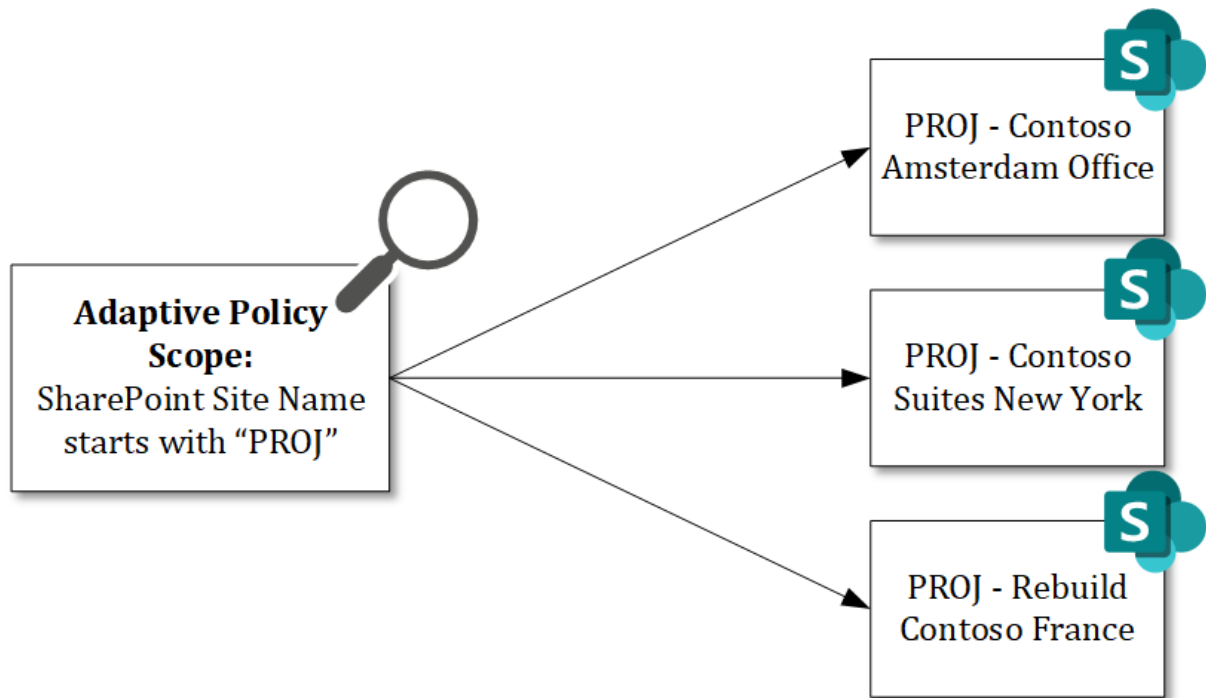 Adaptive Policy
Scope:
SharePoint Site Name
starts with “PROJ”
S
PROJ - Contoso
Amsterdam Office
S
PROJ - Contoso
Suites New York
S
PROJ - Rebuild
Contoso France